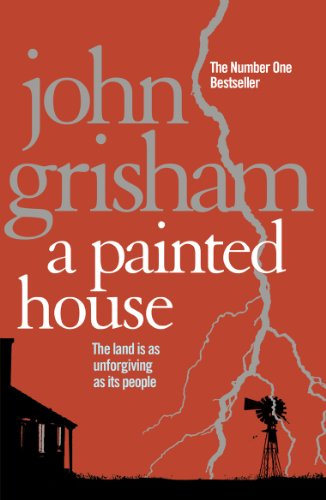 john
The Number One
Bestseller
grisham
a painted
house
The land is as
unforgiving
as its people